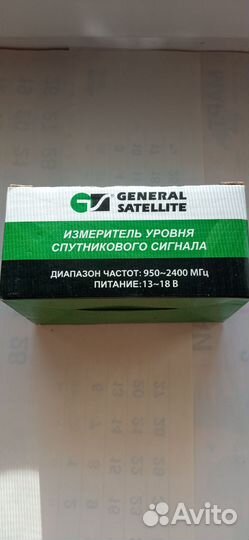 GENERAL
SATELLITE
ИЗМЕРИТЕЛЬ УРОВНЯ
СПУТНИКОВОГО СИГНАЛА
ДИАПАЗОН ЧАСТОТ: 950~2400 МГц
ПИТАНИЕ: 13~18 В
Avito